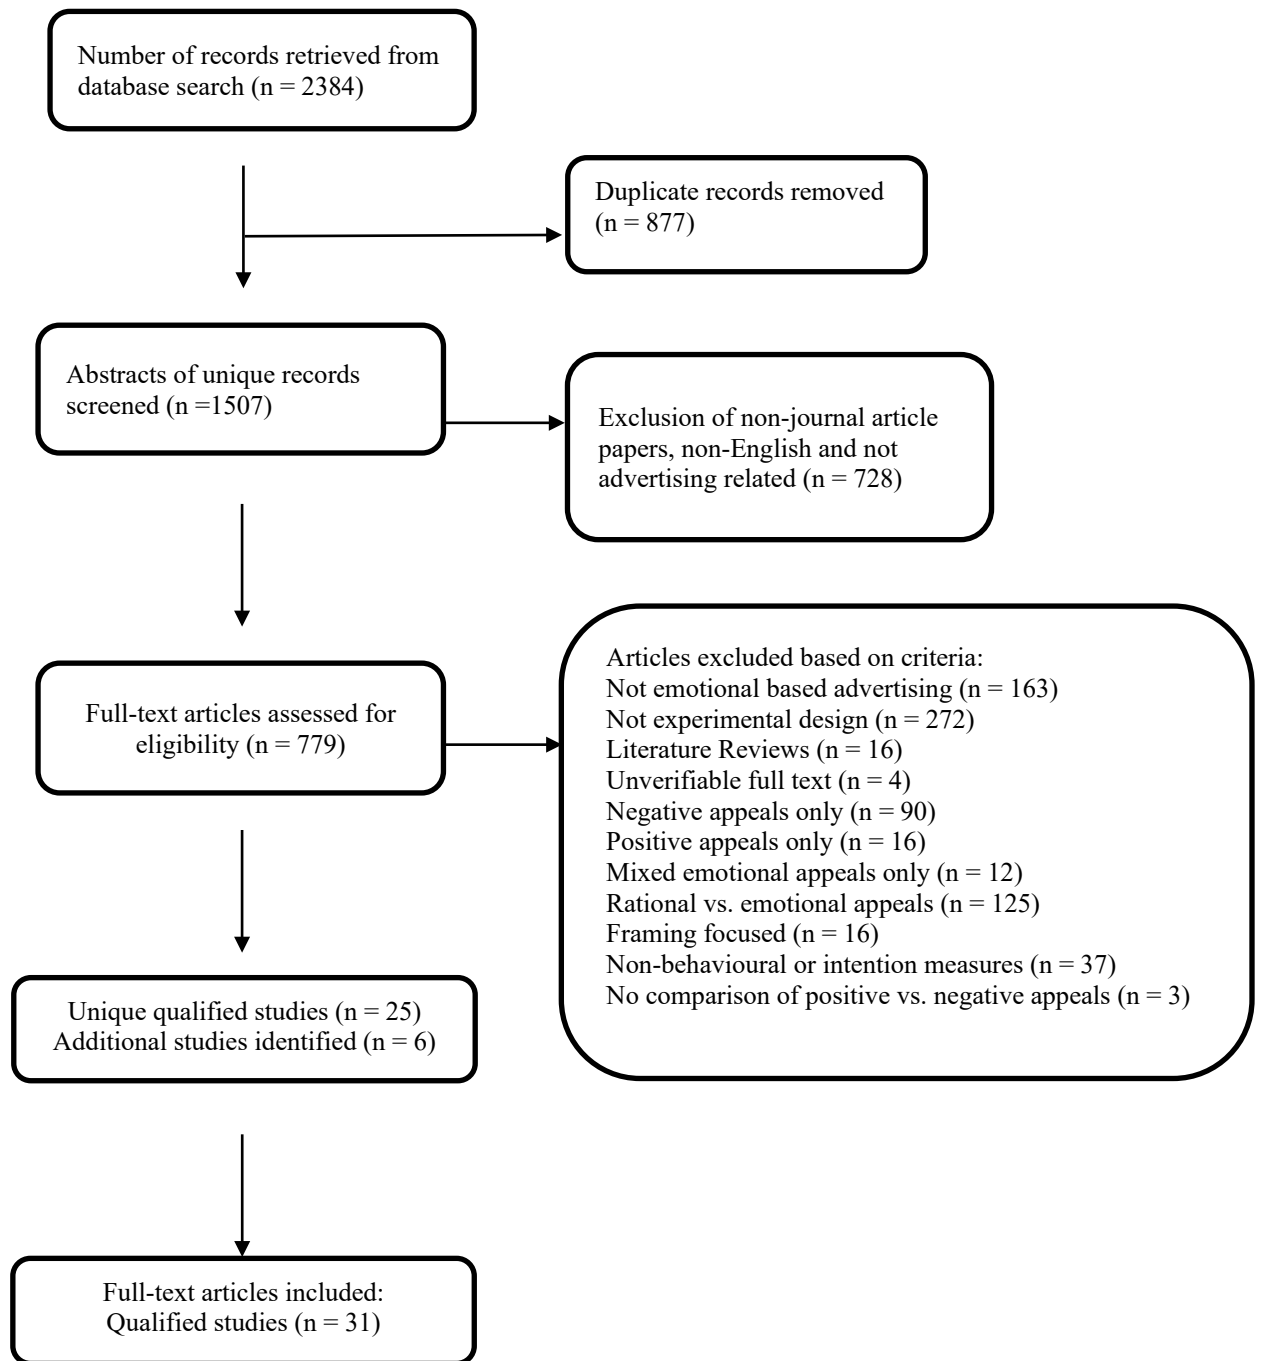 Number of records retrieved from
database search (n = 2384)
Duplicate records removed
(n = 877)
Abstracts of unique records
screened (n =1507)
Exclusion of non-journal article
papers, non-English and not
advertising related (n = 728)
Full-text articles assessed for
eligibility (n = 779)
Articles excluded based on criteria:
Not emotional based advertising (n = 163)
Not experimental design (n = 272)
Literature Reviews (n = 16)
Unverifiable full text (n = 4)
Negative appeals only (n = 90)
Positive appeals only (n = 16)
Mixed emotional appeals only (n = 12)
Rational vs. emotional appeals (n = 125)
Framing focused (n = 16)
Non-behavioural or intention measures (n = 37)
No comparison of positive vs. negative appeals (n = 3)
Unique qualified studies (n = 25)
Additional studies identified (n = 6)
Full-text articles included:
Qualified studies (n = 31)